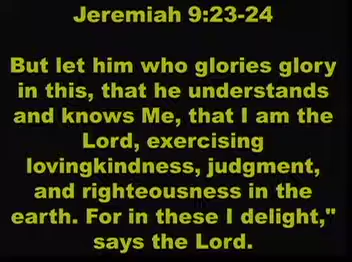 Jeremiah 9:23-24
But let him who glories glory
in this, that he understands
and knows Me, that I am the
Lord, exercising
lovingkindness, judgment,
and righteousness in the
earth. For in these I delight,"
says the Lord.